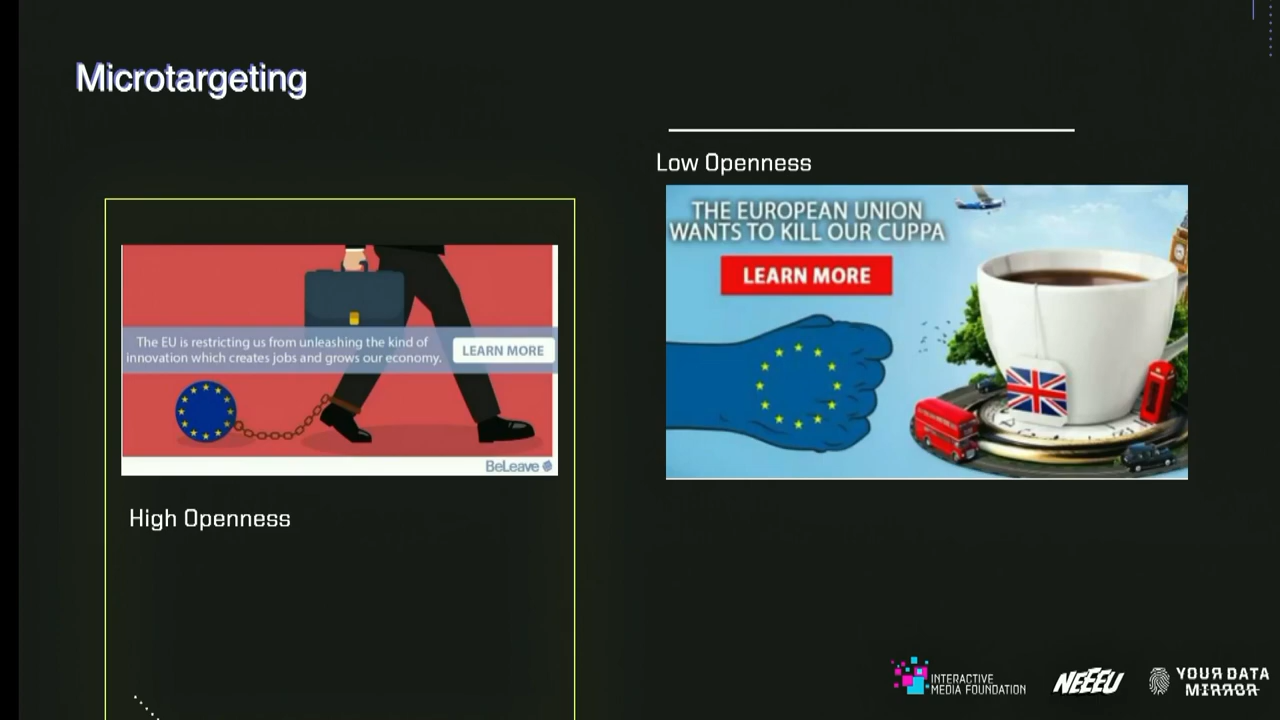 Microtargeting
The EU is restricting us from unleashing the kind of
innovation which creates jobs and grows our economy.
LEARN MORE
BeLeave
High Openness
Low Openness
THE EUROPEAN UNION
WANTS TO KILL OUR CUPPA
LEARN MORE
INTERACTIVE
MEDIA FOUNDATION
NEEEU
YOUR DATA
MIRROR